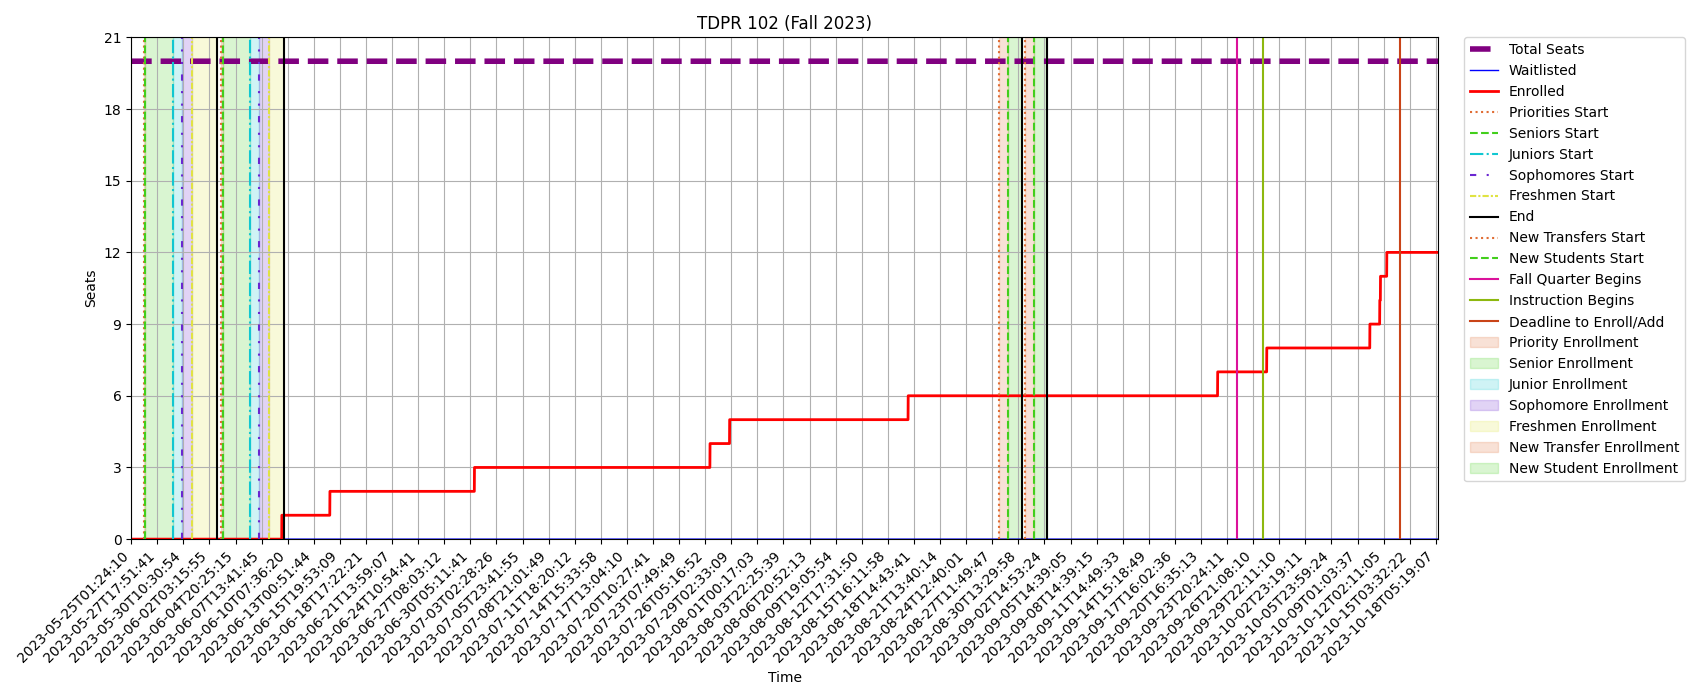 TDPR 102 (Fall 2023)
Seats
21
18
15
12
9
6
3
0
2023-05-25T01:24:10
2023-05-27T17:51:41
2023-05-30T10:30:54
2023-06-02T03:15:55
2023-06-04T20:25:15
2023-06-07T13:41:45
2023-06-10T07:36:20
2023-06-13T00:51:44
2023-06-15T19:53:09
2023-06-18T17:22:21
2023-06-21T13:59:07
2023-06-24T10:54:41
2023-06-27T08:03:12
2023-06-30T05:11:41
2023-07-03T02:28:26
2023-07-05T23:41:55
2023-07-08T21:01:49
2023-07-11T18:20:12
2023-07-14T15:33:58
2023-07-17T13:04:10
2023-07-20T10:27:41
2023-07-23T07:49:49
2023-07-26T05:16:52
2023-07-29T02:33:09
2023-08-01T00:17:03
2023-08-03T22:25:39
2023-08-06T20:52:13
2023-08-09T19:05:54
2023-08-12T17:31:50
2023-08-15T16:11:58
2023-08-18T14:43:41
2023-08-21T13:40:14
2023-08-24T12:40:01
2023-08-27T11:49:47
2023-08-30T13:29:58
2023-09-02T14:53:24
2023-09-05T14:39:05
2023-09-08T14:39:15
2023-09-11T14:49:33
2023-09-14T15:18:49
2023-09-17T16:02:36
2023-09-20T16:35:13
2023-09-23T20:24:11
2023-09-26T21:08:10
2023-09-29T22:11:10
2023-10-02T23:19:11
2023-10-05T23:59:24
2023-10-09T01:03:37
2023-10-12T02:11:05
2023-10-15T03:32:22
2023-10-18T05:19:07
Time
Total Seats
Waitlisted
Enrolled
Priorities Start
Seniors Start
Juniors Start
Sophomores Start
Freshmen Start
End
New Transfers Start
New Students Start
Fall Quarter Begins
Instruction Begins
Deadline to Enroll/Add
Priority Enrollment
Senior Enrollment
Junior Enrollment
Sophomore Enrollment
Freshmen Enrollment
New Transfer Enrollment
New Student Enrollment